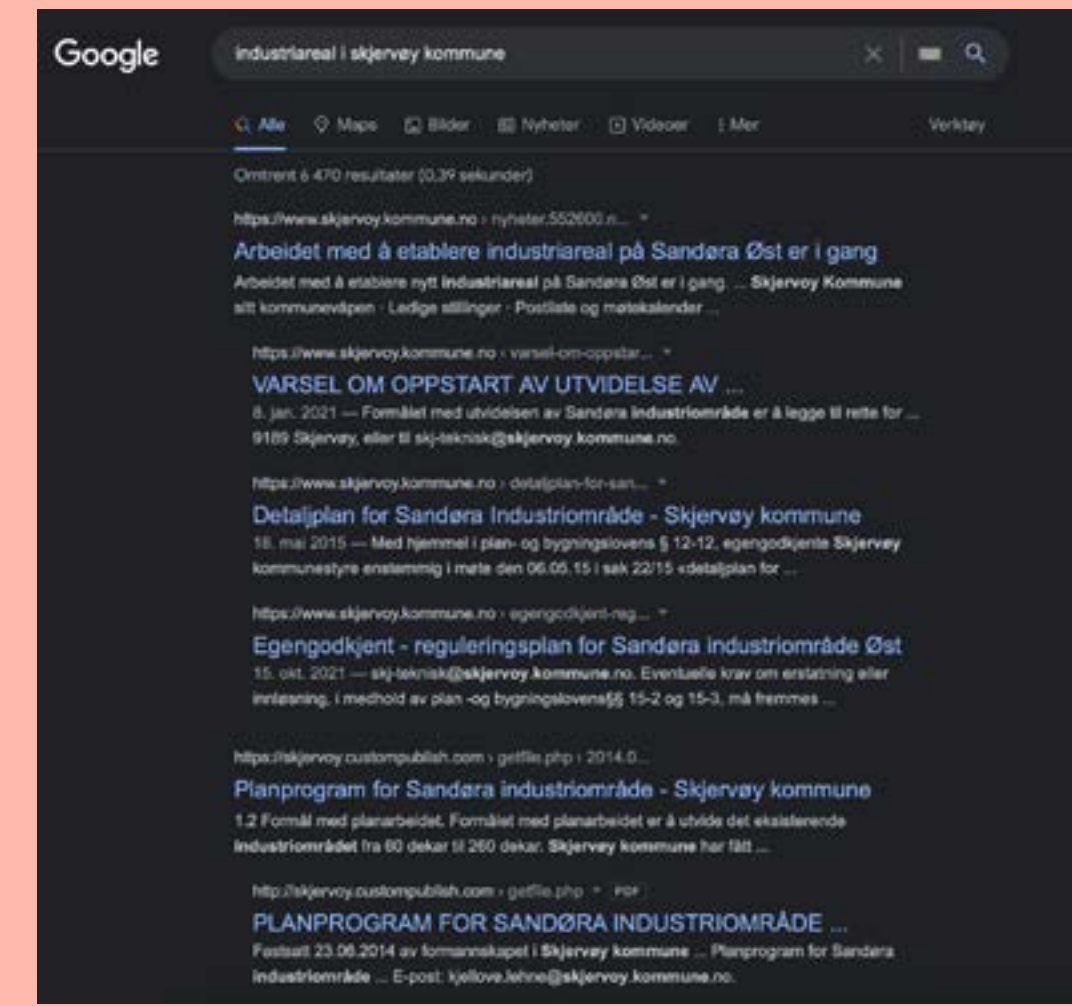 Google
industriareal i skjervøy kommune
Alle Maps Bilder Nyheter Videoer Mer Verktøy
Omtrent 6 470 resultater (0,39 sekunder)
https://www.skjervoy.kommune.no › nyheter.552600.n...
Arbeidet med å etablere industriareal på Sandøra Øst er i gang
Arbeidet med å etablere nytt industriareal på Sandøra Øst er i gang. ... Skjervøy Kommune
sitt kommunevåpen · Ledige stillinger · Postliste og møtekalender ...
https://www.skjervoy.kommune.no › varsel-om-oppstar...
VARSEL OM OPPSTART AV UTVIDELSE AV ...
8. jan. 2021 — Formålet med utvidelsen av Sandøra industriområde er å legge til rette for ...
9189 Skjervøy, eller til skj-teknisk@skjervoy.kommune.no.
https://www.skjervoy.kommune.no › detaljplan-for-san...
Detaljplan for Sandøra Industriområde - Skjervøy kommune
18. mai 2015 — Med hjemmel i plan- og bygningslovens § 12-12, egengodkjente Skjervøy
kommunestyre enstemmig i møte den 06.05.15 i sak 22/15 «detaljplan for ...
https://www.skjervoy.kommune.no › egengodkjent-reg...
Egengodkjent - reguleringsplan for Sandøra industriområde Øst
15. okt. 2021 — skj-teknisk@skjervoy.kommune.no. Eventuelle krav om erstatning eller
innløsning, i medhold av plan -og bygningslovens§§ 15-2 og 15-3, må fremmes ...
https://skjervoy.custompublish.com › getfile.php › 2014.0...
Planprogram for Sandøra industriområde - Skjervøy kommune
1.2 Formål med planarbeidet. Formålet med planarbeidet er å utvide det eksisterende
industriområdet fra 60 dekar til 260 dekar. Skjervøy kommune har fått ...
http://skjervoy.custompublish.com › getfile.php PDF
PLANPROGRAM FOR SANDØRA INDUSTRIOMRÅDE ...
Fastsatt 23.06.2014 av formannskapet i Skjervøy kommune ... Planprogram for Sandøra
industriområde ... E-post: kjellove.lehne@skjervoy.kommune.no.